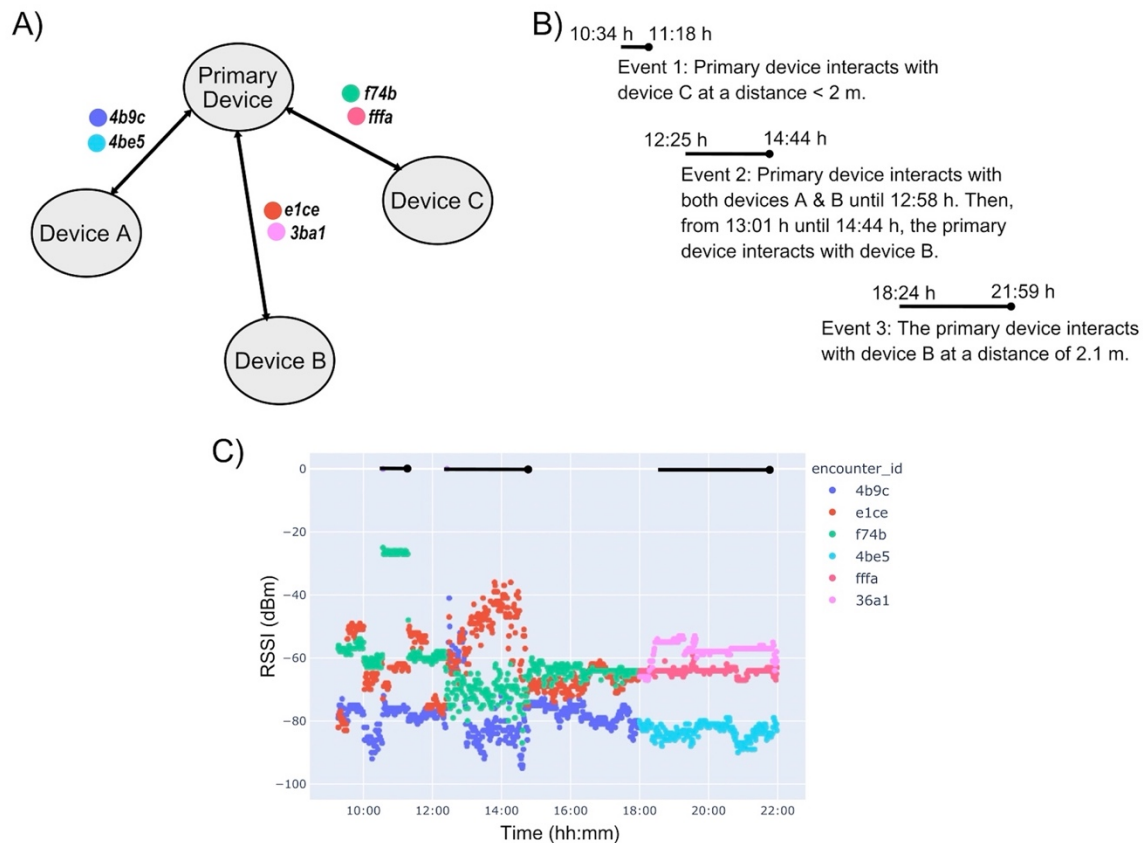 A)
Primary
Device
4b9c
4be5
f74b
fffa
Device A
Device C
e1ce
3ba1
Device B
B)
10:34 h 11:18 h
Event 1: Primary device interacts with
device C at a distance < 2 m.
12:25 h 14:44 h
Event 2: Primary device interacts with
both devices A & B until 12:58 h. Then,
from 13:01 h until 14:44 h, the primary
device interacts with device B.
18:24 h 21:59 h
Event 3: The primary device interacts
with device B at a distance of 2.1 m.
C)
RSSI (dBm)
0
−20
−40
−60
−80
−100
10:00 12:00 14:00 16:00 18:00 20:00 22:00
Time (hh:mm)
encounter_id
4b9c
e1ce
f74b
4be5
fffa
36a1